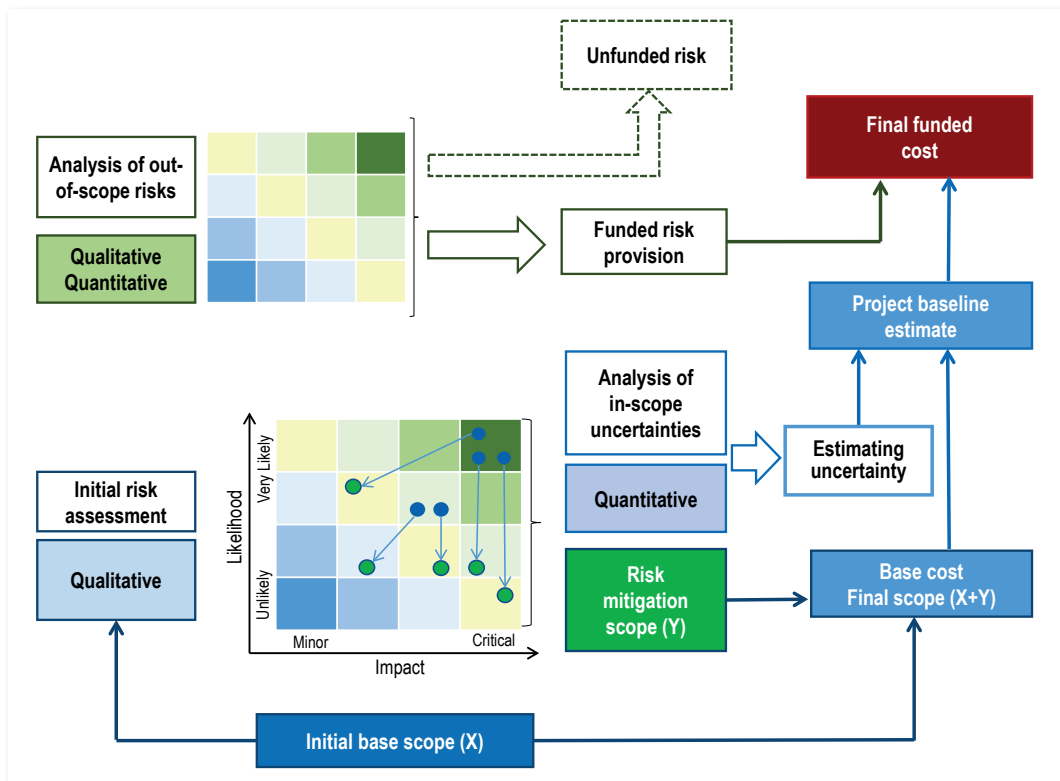 Unfunded risk
Final funded
cost
Analysis of out-
of-scope risks
Qualitative
Quantitative
Funded risk
provision
Project baseline
estimate
Analysis of
in-scope
uncertainties
Estimating
uncertainty
Quantitative
Initial risk
assessment
Qualitative
Likelihood
Very Likely
Unlikely
Minor
Critical
Impact
Risk
mitigation
scope (Y)
Base cost
Final scope (X+Y)
Initial base scope (X)